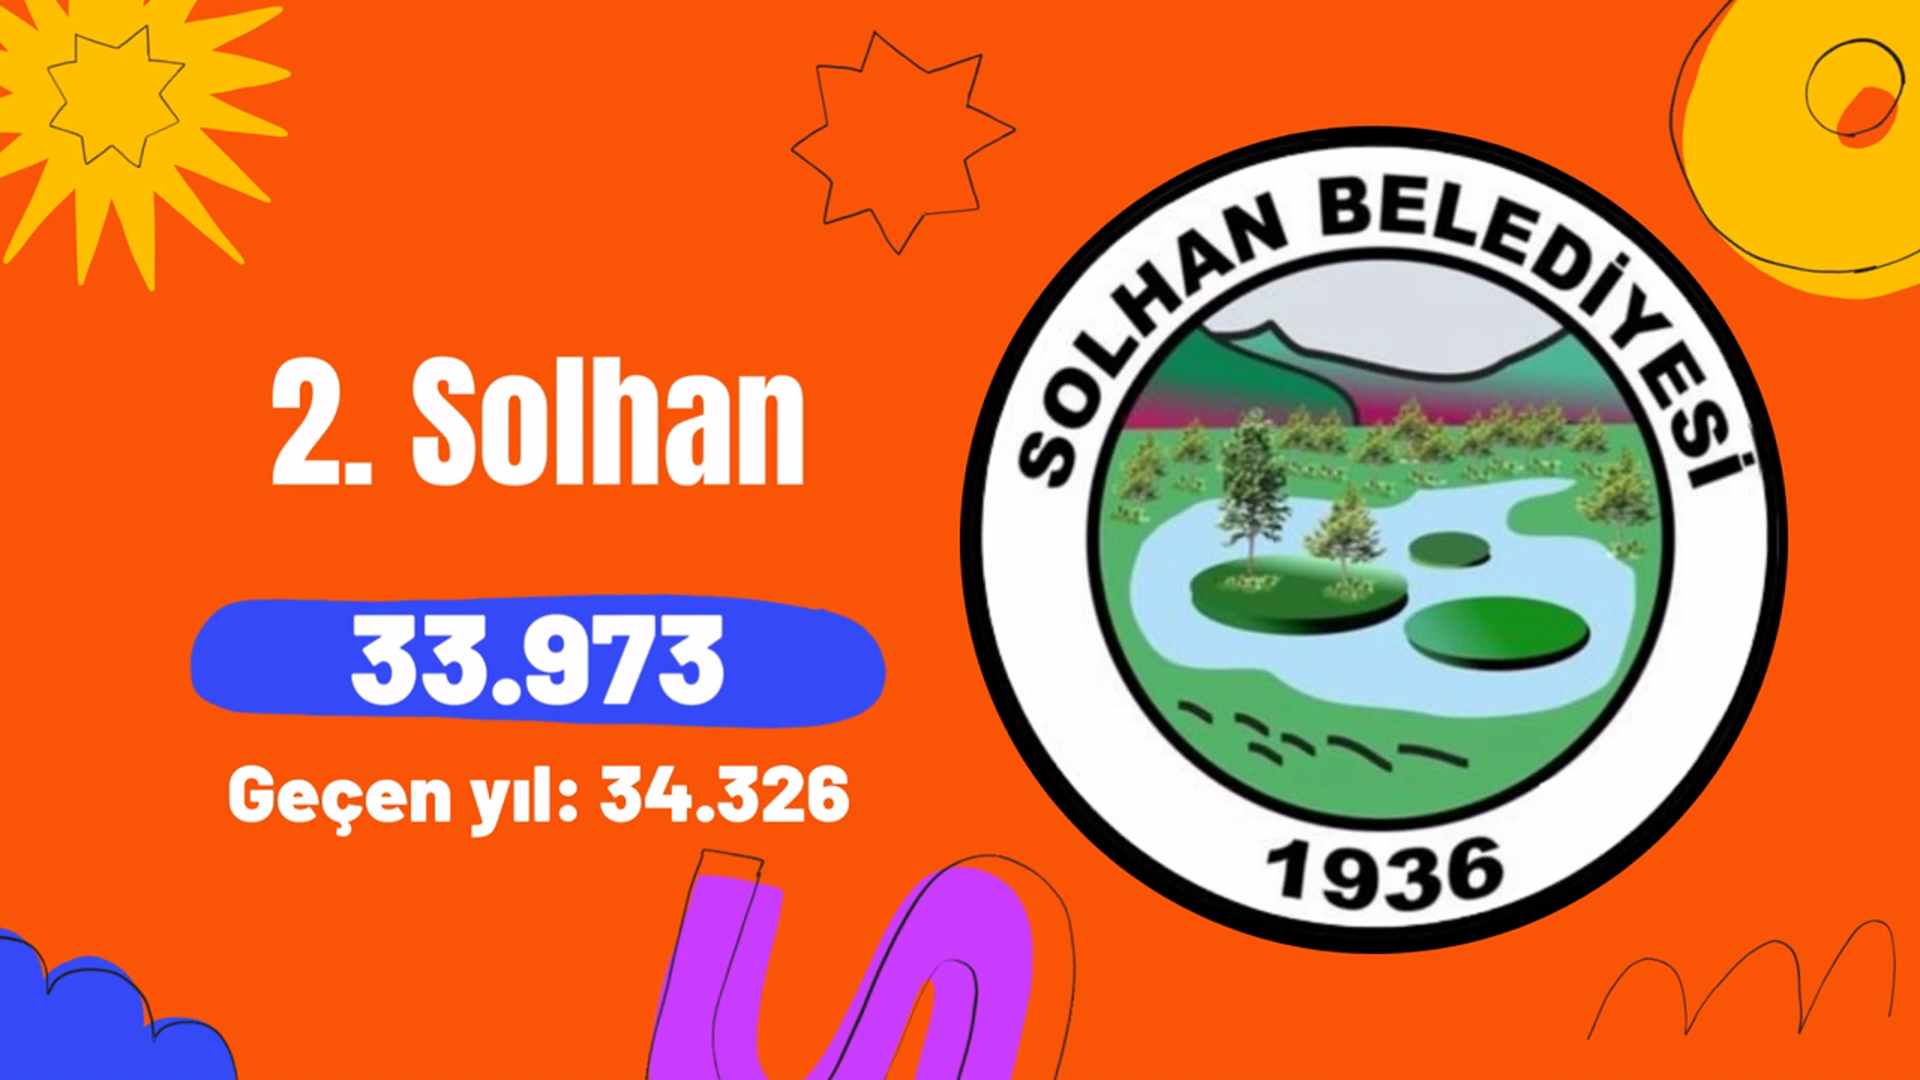 2. Solhan
33.973
Geçen yıl: 34.326
SOLHAN BELEDİYESİ
1936